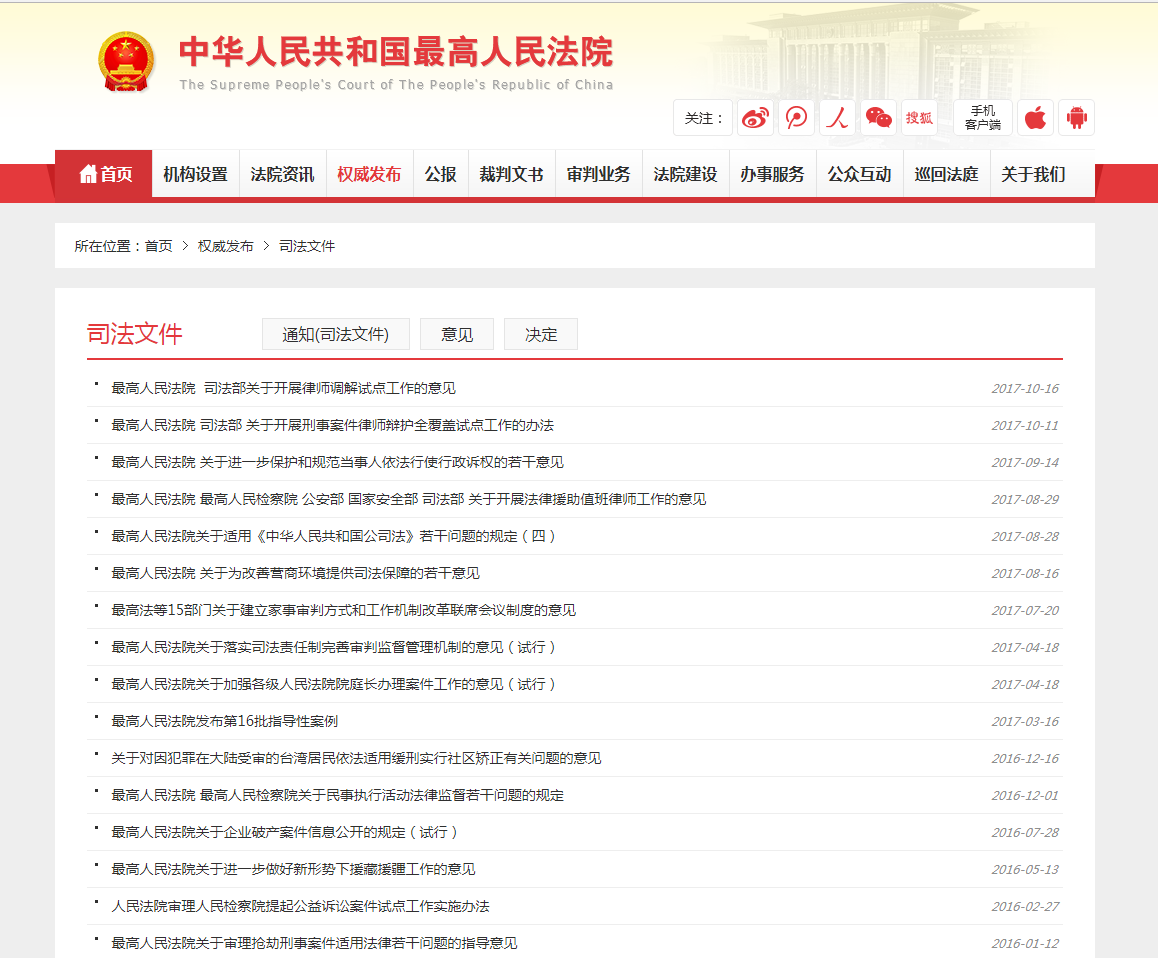 中华人民共和国最高人民法院
The Supreme People's Court of The People's Republic of China
关注：
搜狐
手机
客户端
首页 机构设置 法院资讯 权威发布 公报 裁判文书 审判业务 法院建设 办事服务 公众互动 巡回法庭 关于我们
所在位置：首页 > 权威发布 > 司法文件
司法文件 通知(司法文件) 意见 决定
最高人民法院 司法部关于开展律师调解试点工作的意见 2017-10-16
最高人民法院 司法部 关于开展刑事案件律师辩护全覆盖试点工作的办法 2017-10-11
最高人民法院 关于进一步保护和规范当事人依法行使行政诉权的若干意见 2017-09-14
最高人民法院 最高人民检察院 公安部 国家安全部 司法部 关于开展法律援助值班律师工作的意见 2017-08-29
最高人民法院关于适用《中华人民共和国公司法》若干问题的规定（四） 2017-08-28
最高人民法院 关于为改善营商环境提供司法保障的若干意见 2017-08-16
最高法等15部门关于建立家事审判方式和工作机制改革联席会议制度的意见 2017-07-20
最高人民法院关于落实司法责任制完善审判监督管理机制的意见（试行） 2017-04-18
最高人民法院关于加强各级人民法院院庭长办理案件工作的意见（试行） 2017-04-18
最高人民法院发布第16批指导性案例 2017-03-16
关于对因犯罪在大陆受审的台湾居民依法适用缓刑实行社区矫正有关问题的意见 2016-12-16
最高人民法院 最高人民检察院关于民事执行活动法律监督若干问题的规定 2016-12-01
最高人民法院关于企业破产案件信息公开的规定（试行） 2016-07-28
最高人民法院关于进一步做好新形势下援藏援疆工作的意见 2016-05-13
人民法院审理人民检察院提起公益诉讼案件试点工作实施办法 2016-02-27
最高人民法院关于审理抢劫刑事案件适用法律若干问题的指导意见 2016-01-12